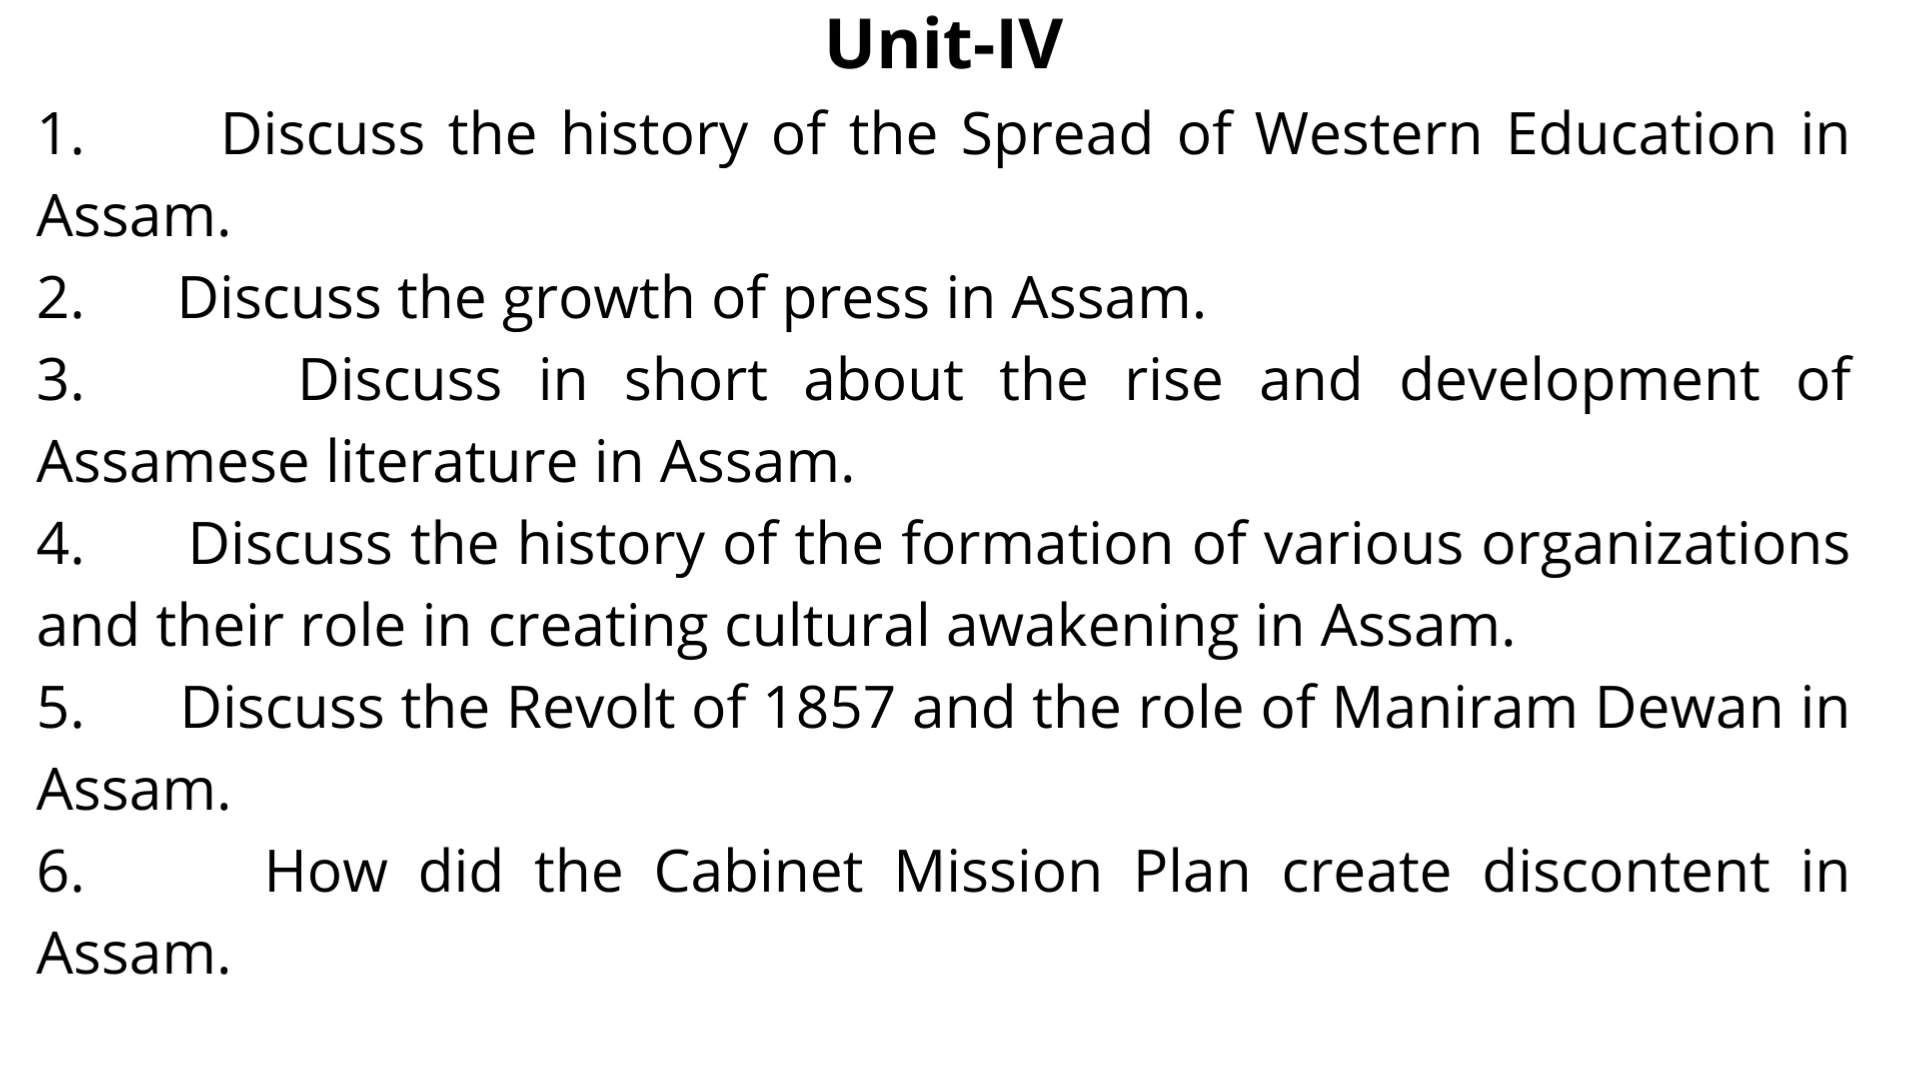 Unit-IV
1. Discuss the history of the Spread of Western Education in
Assam.
2. Discuss the growth of press in Assam.
3. Discuss in short about the rise and development of
Assamese literature in Assam.
4. Discuss the history of the formation of various organizations
and their role in creating cultural awakening in Assam.
5. Discuss the Revolt of 1857 and the role of Maniram Dewan in
Assam.
6. How did the Cabinet Mission Plan create discontent in
Assam.